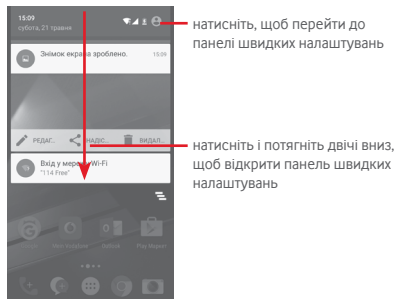 15:09
субота, 21 травня
натисніть, щоб перейти до
панелі швидких налаштувань
Знімок екрана зроблено.
15:09
РЕДАГ..
НАДІС...
ВИДАЛ...
натисніть і потягніть двічі вниз,
щоб відкрити панель швидких
налаштувань
Вхід у мережу Wi-Fi
"114 Free"
Play Маркет